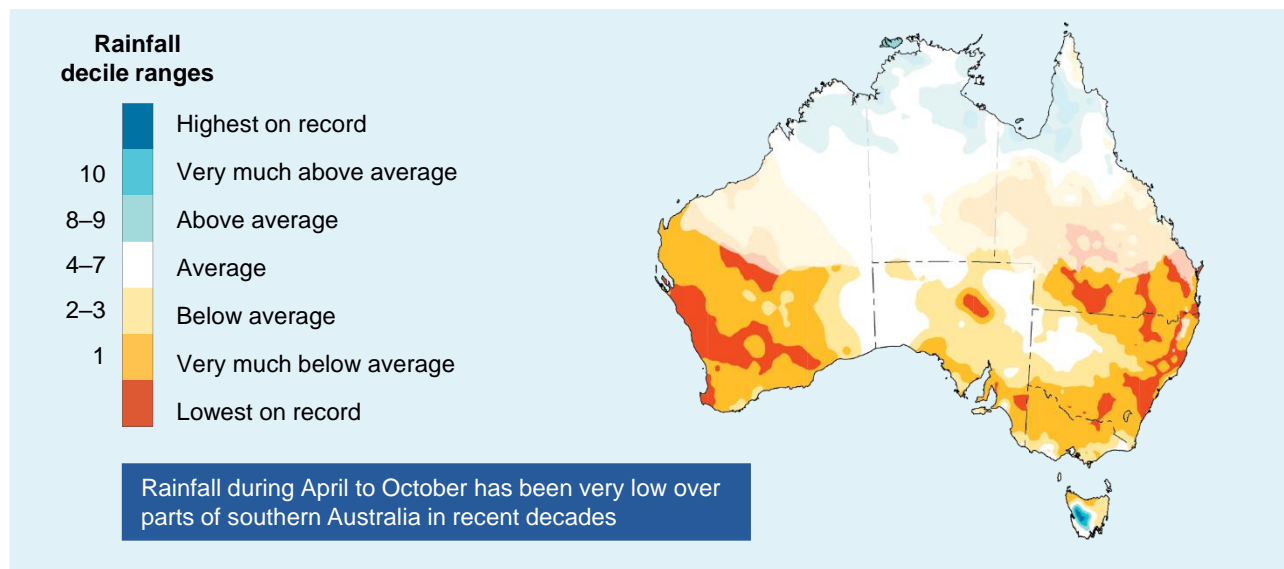 Rainfall
decile ranges
Highest on record
10 Very much above average
8–9 Above average
4–7 Average
2–3 Below average
1 Very much below average
Lowest on record
Rainfall during April to October has been very low over
parts of southern Australia in recent decades